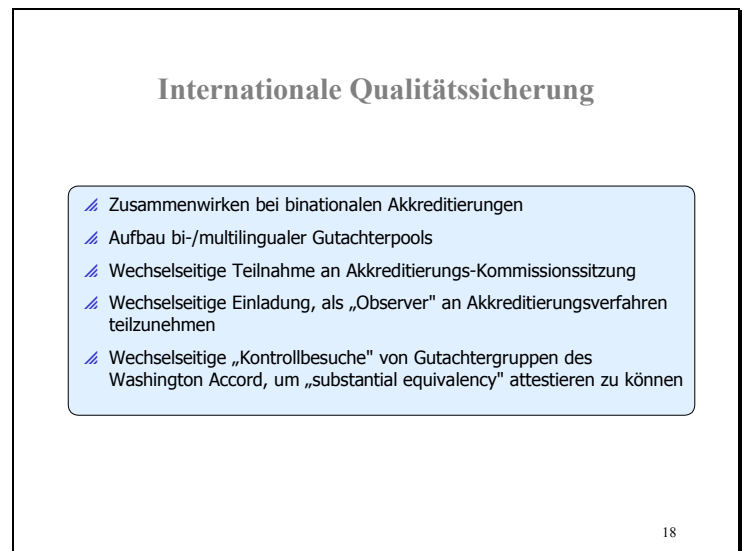 Internationale Qualitätssicherung
Zusammenwirken bei binationalen Akkreditierungen
Aufbau bi-/multilingualer Gutachterpools
Wechselseitige Teilnahme an Akkreditierungs-Kommissionssitzung
Wechselseitige Einladung, als „Observer" an Akkreditierungsverfahren
teilzunehmen
Wechselseitige „Kontrollbesuche" von Gutachtergruppen des
Washington Accord, um „substantial equivalency" attestieren zu können
18